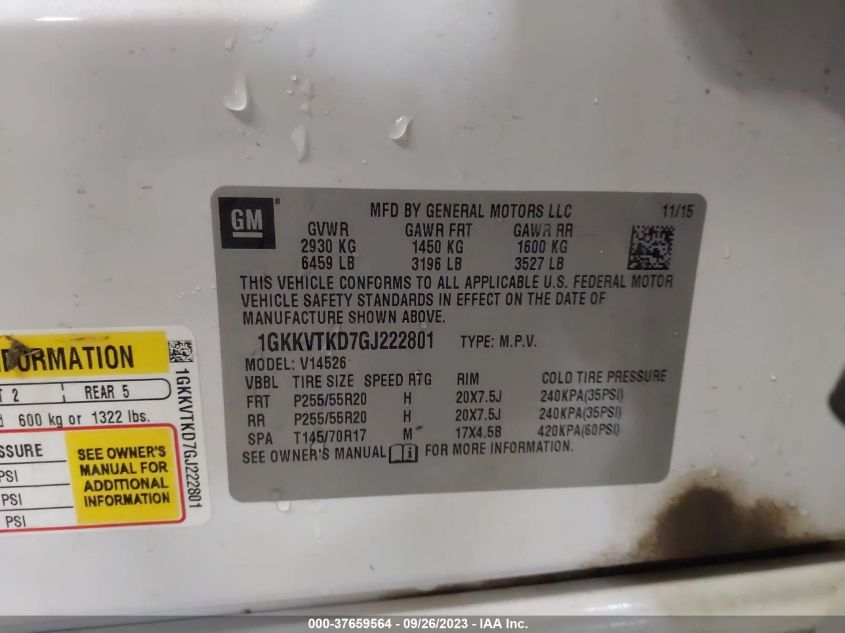 GM ®
MFD BY GENERAL MOTORS LLC 11/15
GVWR GAWR FRT GAWR RR
2930 KG 1450 KG 1600 KG
6459 LB 3196 LB 3527 LB
THIS VEHICLE CONFORMS TO ALL APPLICABLE U.S. FEDERAL MOTOR
VEHICLE SAFETY STANDARDS IN EFFECT ON THE DATE OF
MANUFACTURE SHOWN ABOVE.
1GKKVTKD7GJ222801 TYPE: M.P.V.
MODEL: V14526
VBBL TIRE SIZE SPEED RTG RIM COLD TIRE PRESSURE
FRT P255/55R20 H 20X7.5J 240KPA(35PSI)
RR P255/55R20 H 20X7.5J 240KPA(35PSI)
SPA T145/70R17 M 17X4.5B 420KPA(60PSI)
SEE OWNER'S MANUAL i FOR MORE INFORMATION.
2 REAR 5
600 kg or 1322 lbs.
PSI
PSI
PSI
SEE OWNER'S
MANUAL FOR
ADDITIONAL
INFORMATION
1GKKVTKD7GJ222801
000-37659564 - 09/26/2023 - IAA Inc.